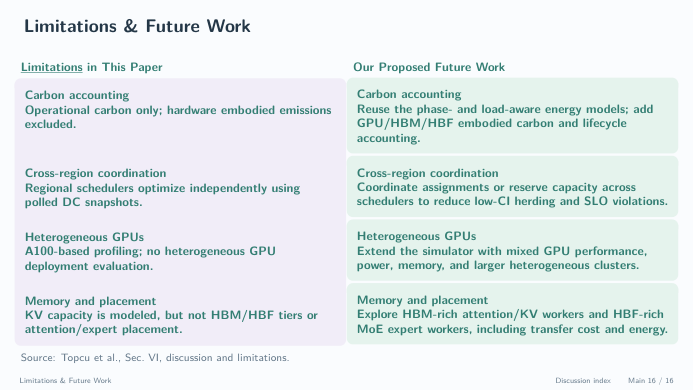 Limitations & Future Work
Limitations in This Paper
Carbon accounting
Operational carbon only; hardware embodied emissions
excluded.
Cross-region coordination
Regional schedulers optimize independently using
polled DC snapshots.
Heterogeneous GPUs
A100-based profiling; no heterogeneous GPU
deployment evaluation.
Memory and placement
KV capacity is modeled, but not HBM/HBF tiers or
attention/expert placement.
Our Proposed Future Work
Carbon accounting
Reuse the phase- and load-aware energy models; add
GPU/HBM/HBF embodied carbon and lifecycle
accounting.
Cross-region coordination
Coordinate assignments or reserve capacity across
schedulers to reduce low-CI herding and SLO violations.
Heterogeneous GPUs
Extend the simulator with mixed GPU performance,
power, memory, and larger heterogeneous clusters.
Memory and placement
Explore HBM-rich attention/KV workers and HBF-rich
MoE expert workers, including transfer cost and energy.
Source: Topcu et al., Sec. VI, discussion and limitations.
Limitations & Future Work
Discussion index
Main 16 / 16